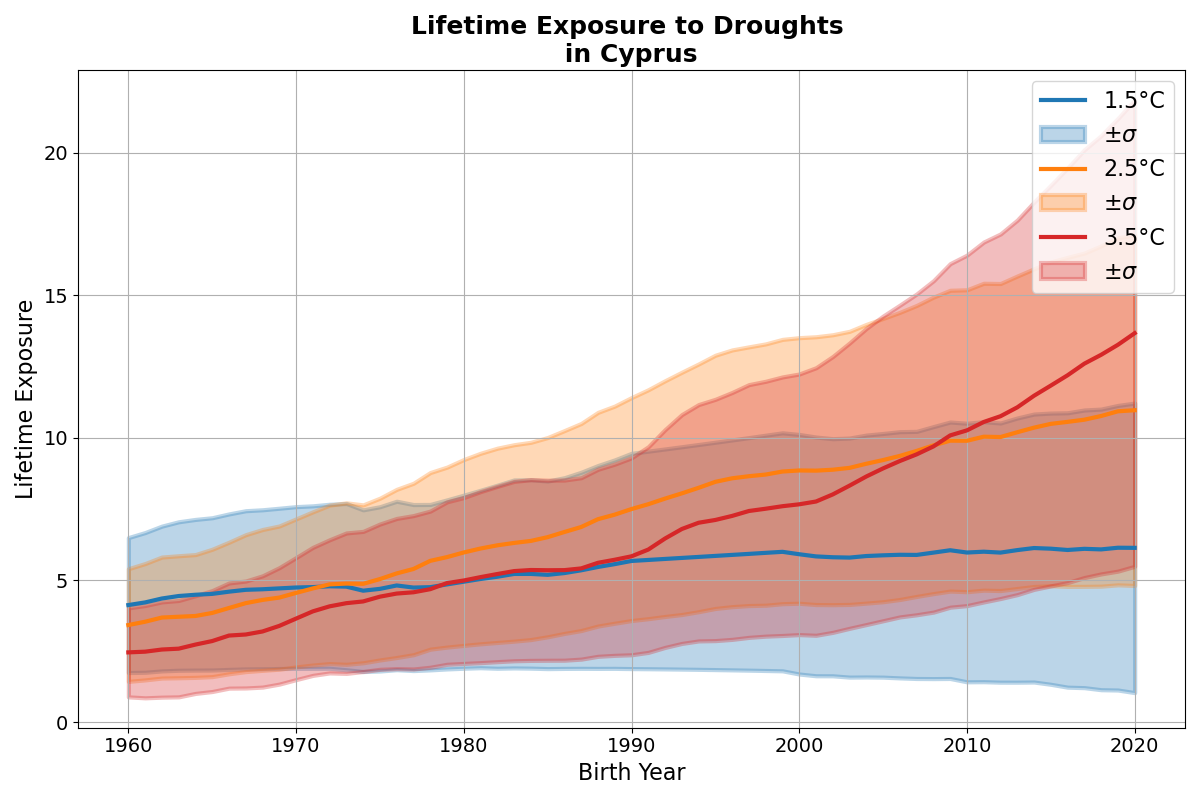 Lifetime Exposure to Droughts
in Cyprus
Lifetime Exposure
20
15
10
5
0
1960 1970 1980 1990 2000 2010 2020
Birth Year
1.5°C
±σ
2.5°C
±σ
3.5°C
±σ